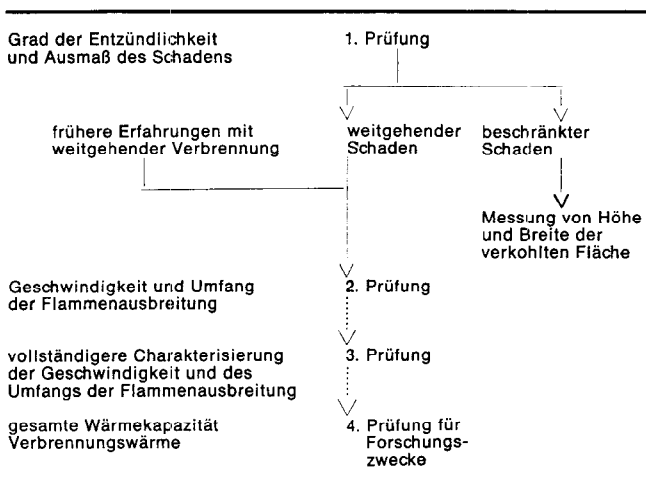 Grad der Entzündlichkeit
und Ausmaß des Schadens
1. Prüfung
frühere Erfahrungen mit
weitgehender Verbrennung
weitgehender
Schaden
beschränkter
Schaden
Messung von Höhe
und Breite der
verkohlten Fläche
Geschwindigkeit und Umfang
der Flammenausbreitung
2. Prüfung
vollständigere Charakterisierung
der Geschwindigkeit und des
Umfangs der Flammenausbreitung
3. Prüfung
gesamte Wärmekapazität
Verbrennungswärme
4. Prüfung für
Forschungs-
zwecke